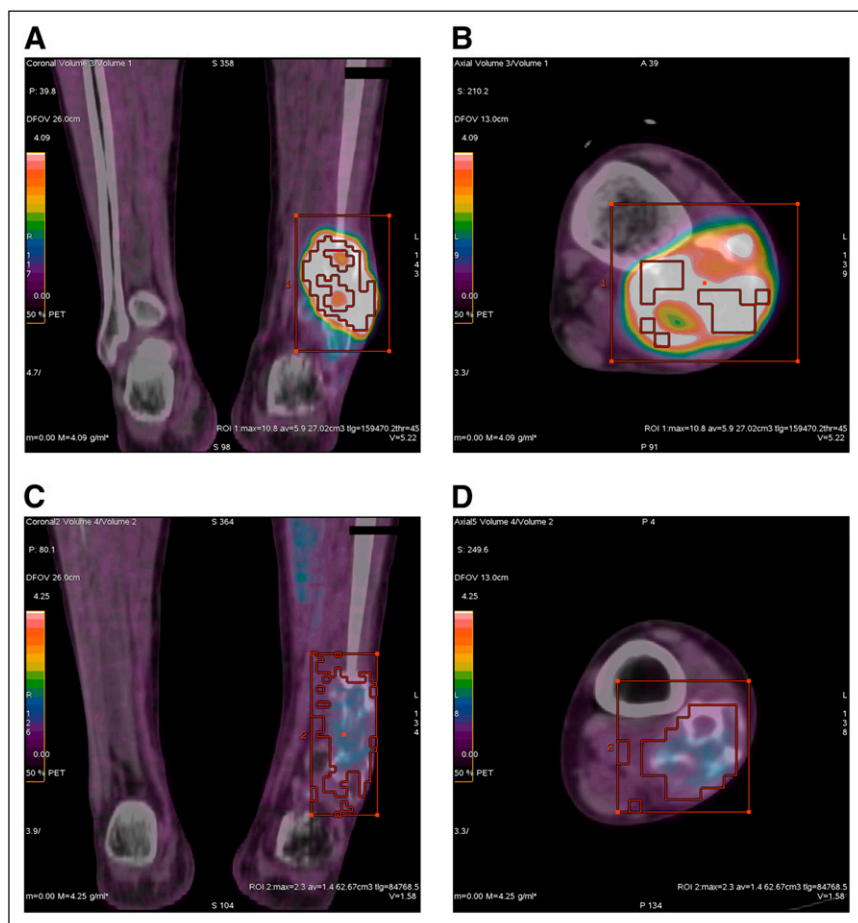 A
Coronal Volume 3/Volume 1
S 358
P: 39.8
DFOV 26.0cm
4.09
R
1
1
7
L
1
4
3
1
0.00
50 % PET
4.7/
ROI 1:max=10.8 av=5.9 27.02cm3 tlg=159470.2thr=45
m=0.00 M=4.09 g/ml*
V=5.22
S 98
B
Axial Volume 3/Volume 1
A 39
S: 210.2
DFOV 13.0cm
4.09
R
L
9
L
1
3
9
1
0.00
50 % PET
3.3/
ROI 1:max=10.8 av=5.9 27.02cm3 tlg=159470.2thr=45
m=0.00 M=4.09 g/ml*
V=5.22
P 91
C
Coronal2 Volume 4/Volume 2
S 364
P: 80.1
DFOV 26.0cm
4.25
R
1
2
6
L
1
3
4
2
0.00
50 % PET
3.9/
ROI 2:max=2.3 av=1.4 62.67cm3 tlg=84768.5
m=0.00 M=4.25 g/ml*
V=1.58
S 104
D
Axial5 Volume 4/Volume 2
P 4
S: 249.6
DFOV 13.0cm
4.25
R
L
8
L
1
3
8
2
0.00
50 % PET
3.3/
ROI 2:max=2.3 av=1.4 62.67cm3 tlg=84768.5
m=0.00 M=4.25 g/ml*
V=1.58
P 134